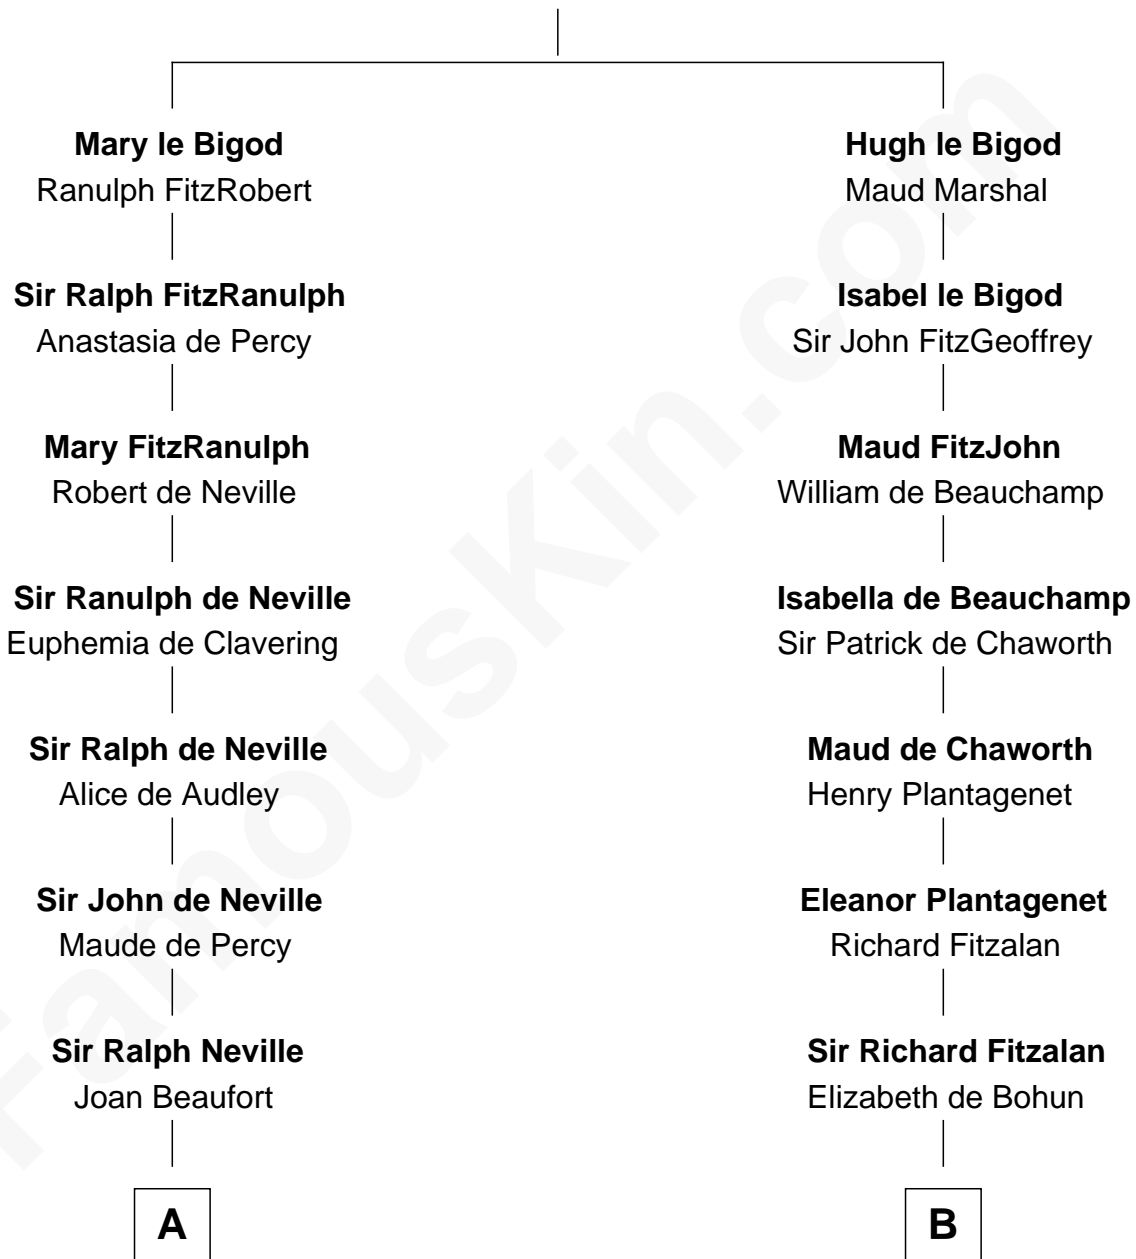 Mary le Bigod
Ranulph FitzRobert
Sir Ralph FitzRanulph
Anastasia de Percy
Mary FitzRanulph
Robert de Neville
Sir Ranulph de Neville
Euphemia de Clavering
Sir Ralph de Neville
Alice de Audley
Sir John de Neville
Maude de Percy
Sir Ralph Neville
Joan Beaufort
A
Hugh le Bigod
Maud Marshal
Isabel le Bigod
Sir John FitzGeoffrey
Maud FitzJohn
William de Beauchamp
Isabella de Beauchamp
Sir Patrick de Chaworth
Maud de Chaworth
Henry Plantagenet
Eleanor Plantagenet
Richard Fitzalan
Sir Richard Fitzalan
Elizabeth de Bohun
B
FamousKin.com